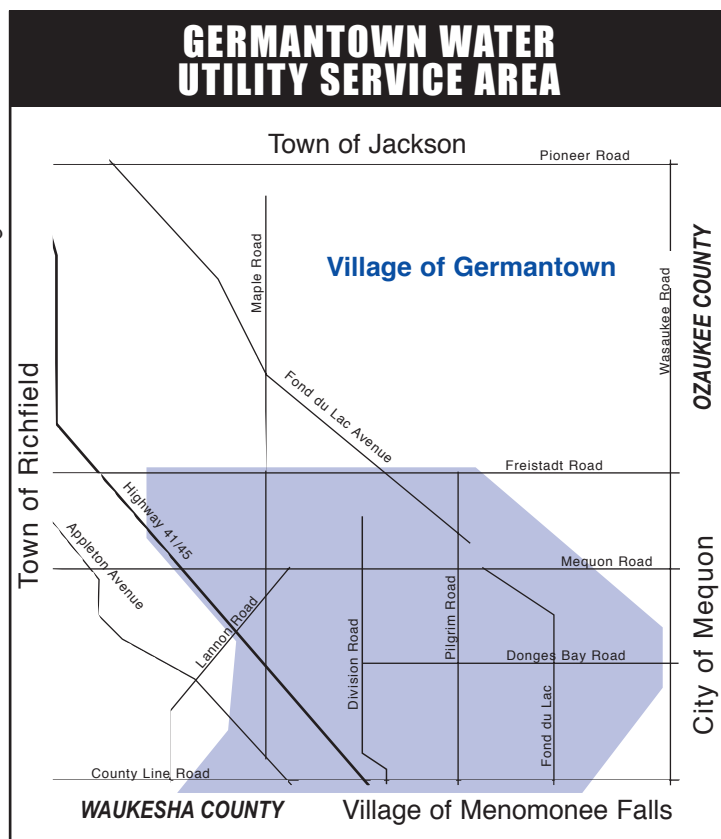 GERMANTOWN WATER
UTILITY SERVICE AREA
Town of Jackson
Pioneer Road
Maple Road
Village of Germantown
Wasaukee Road
OZAUKEE COUNTY
Town of Richfield
Fond du Lac Avenue
Freistadt Road
Highway 41/45
Appleton Avenue
Mequon Road
Lannon Road
Division Road
Pilgrim Road
Donges Bay Road
Fond du Lac
City of Mequon
County Line Road
WAUKESHA COUNTY
Village of Menomonee Falls